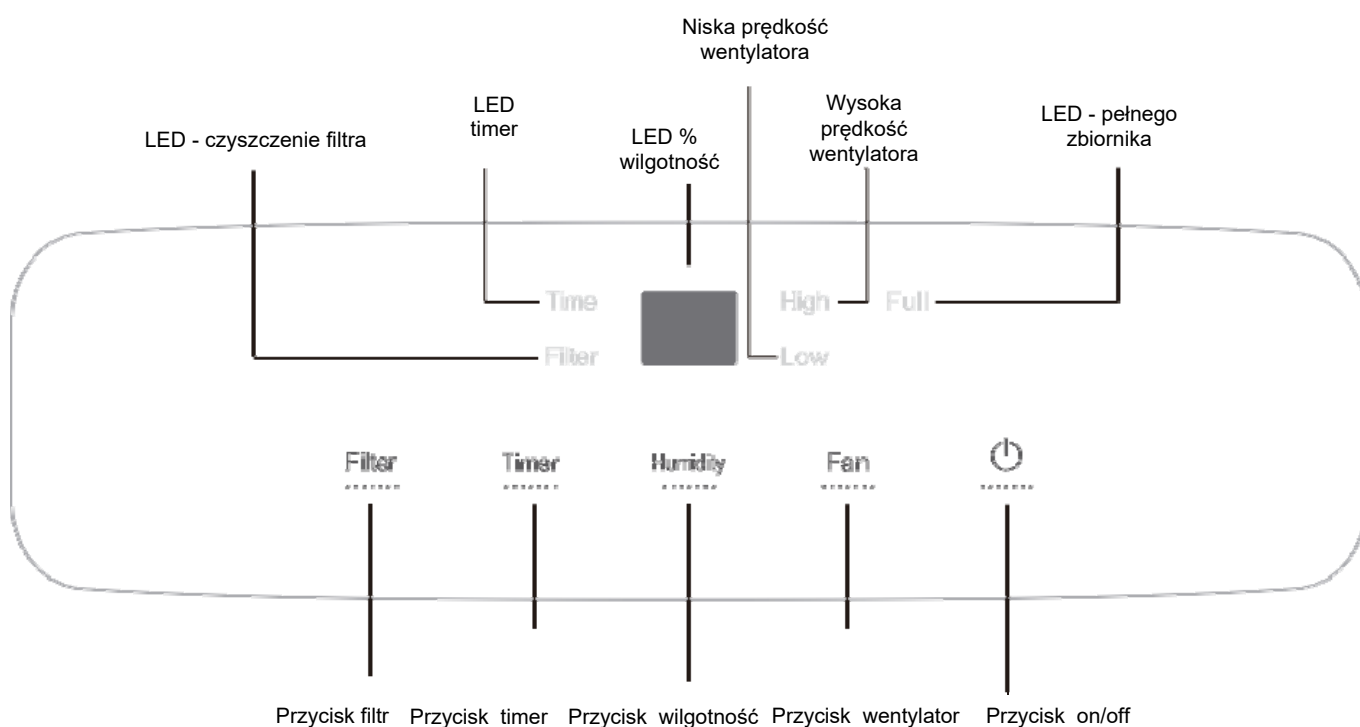 Niska prędkość
wentylatora
LED
timer
Wysoka
prędkość
wentylatora
LED - pełnego
zbiornika
LED - czyszczenie filtra
LED %
wilgotność
Time
High
Full
Filter
Low
Filter
Timer
Humidity
Fan
Przycisk filtr
Przycisk timer
Przycisk wilgotność
Przycisk wentylator
Przycisk on/off